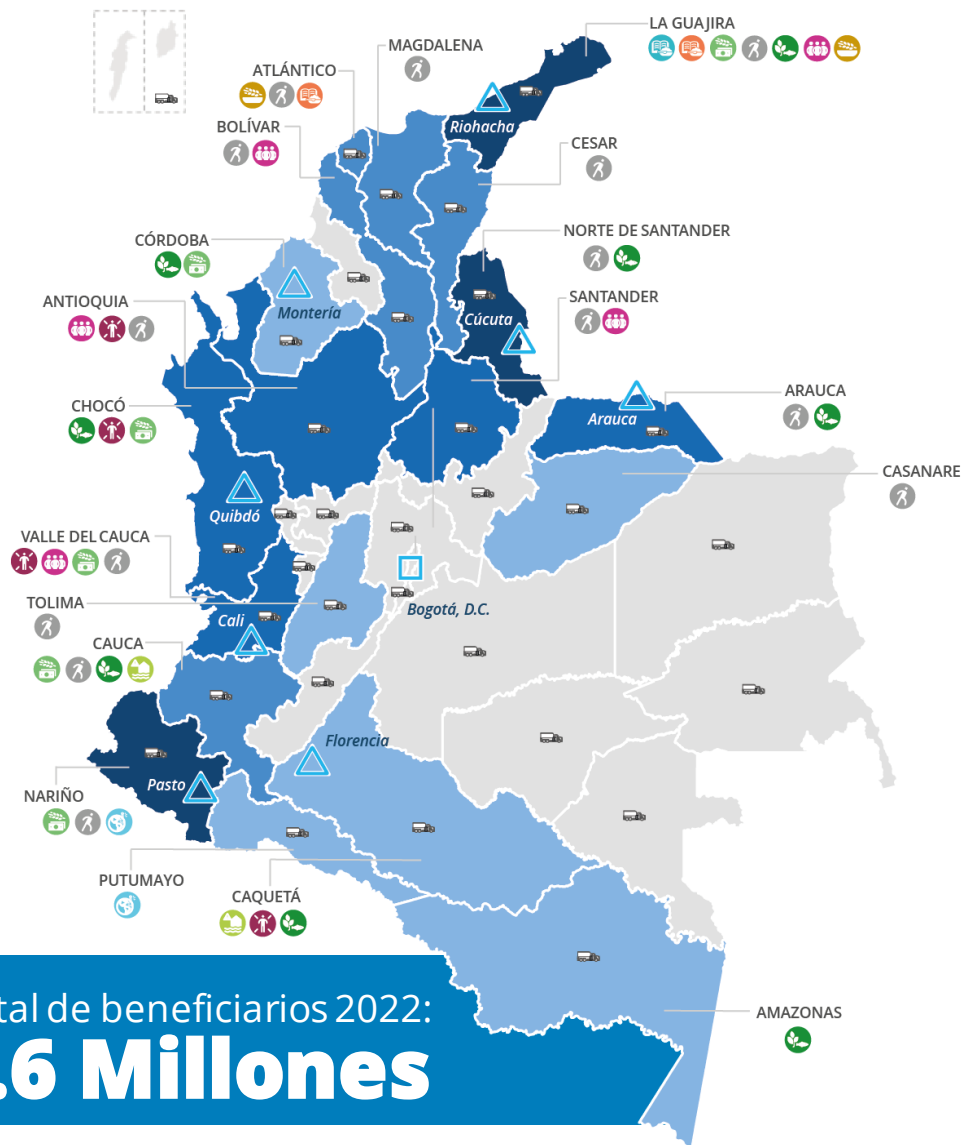 LA GUAJIRA
MAGDALENA
ATLÁNTICO
BOLÍVAR
Riohacha
CESAR
NORTE DE SANTANDER
CÓRDOBA
SANTANDER
ANTIOQUIA
Montería
Cúcuta
ARAUCA
CHOCÓ
Arauca
CASANARE
Quibdó
VALLE DEL CAUCA
TOLIMA
Bogotá, D.C.
Cali
CAUCA
Florencia
Pasto
NARIÑO
PUTUMAYO
CAQUETÁ
tal de beneficiarios 2022:
.6 Millones
AMAZONAS